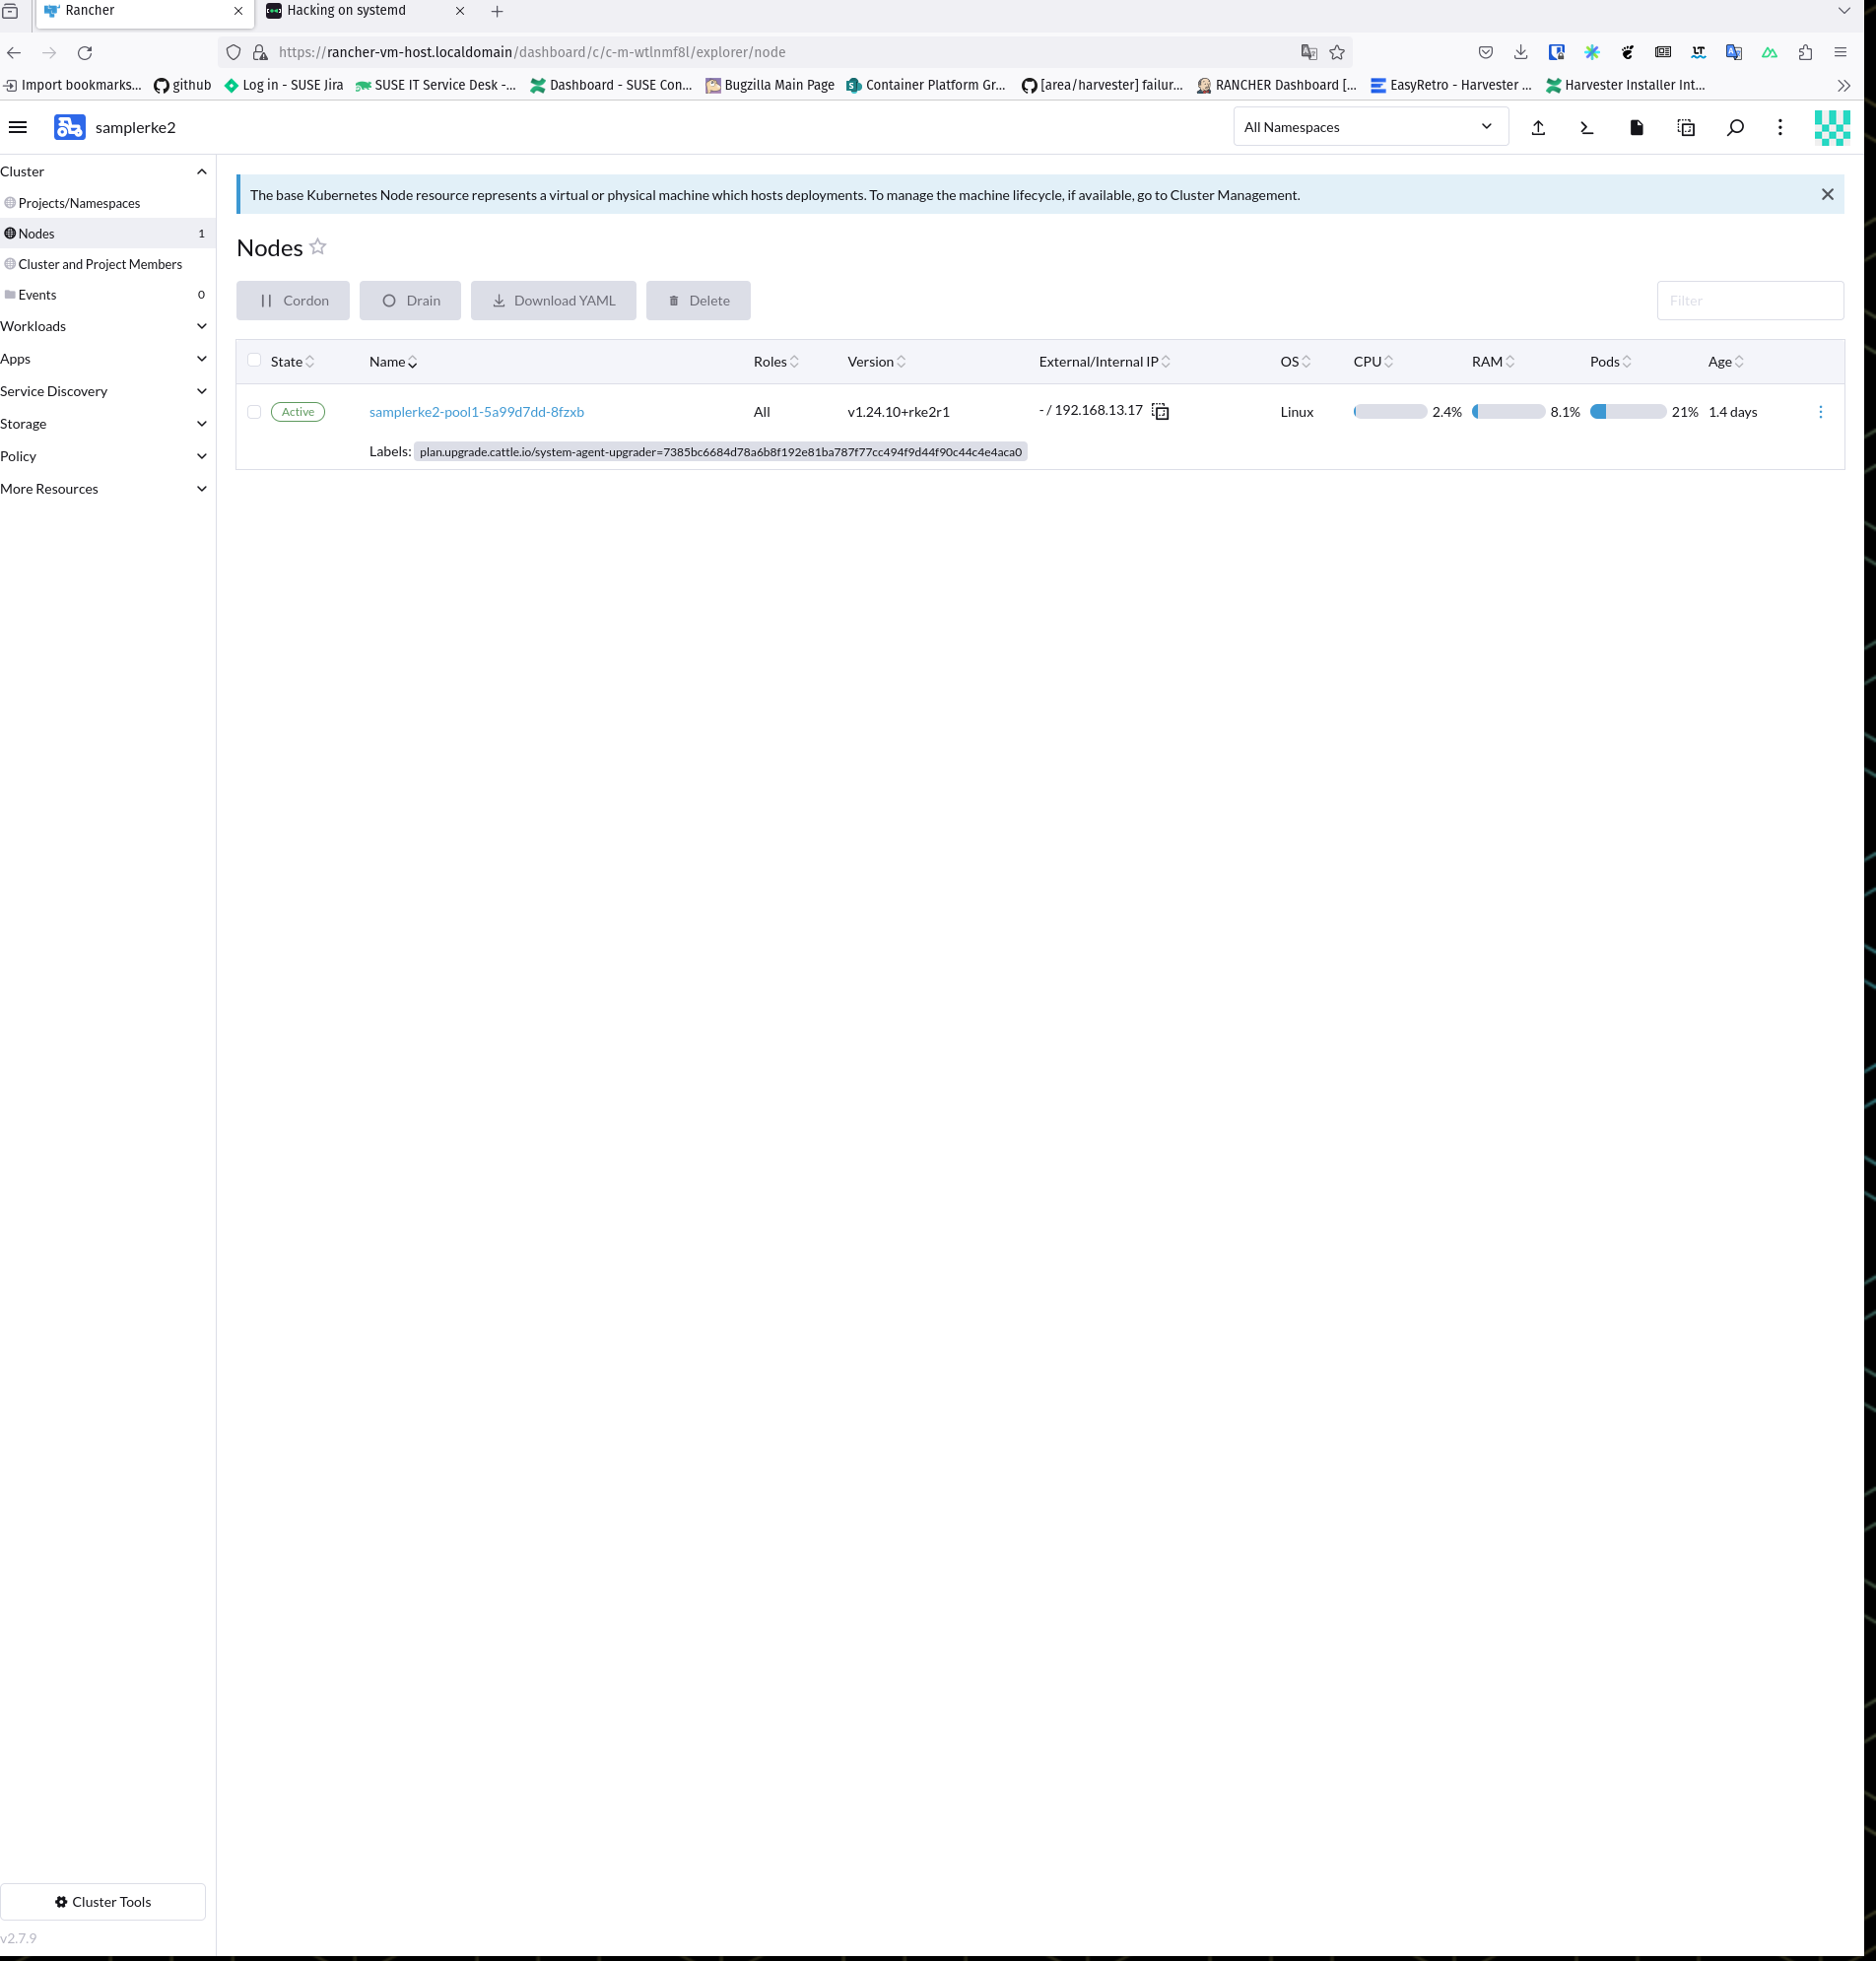 Rancher
Hacking on systemd
https://rancher-vm-host.localdomain/dashboard/c/c-m-wtlnmf8l/explorer/node
Import bookmarks... github Log in - SUSE Jira SUSE IT Service Desk -... Dashboard - SUSE Con... Bugzilla Main Page Container Platform Gr... [area/harvester] failur... RANCHER Dashboard [... EasyRetro - Harvester ... Harvester Installer Int...
samplerke2 All Namespaces
Cluster
Projects/Namespaces
Nodes 1
Cluster and Project Members
Events 0
Workloads
Apps
Service Discovery
Storage
Policy
More Resources
The base Kubernetes Node resource represents a virtual or physical machine which hosts deployments. To manage the machine lifecycle, if available, go to Cluster Management.
Nodes
Cordon Drain Download YAML Delete Filter
State Name Roles Version External/Internal IP OS CPU RAM Pods Age
Active samplerke2-pool1-5a99d7dd-8fzxb All v1.24.10+rke2r1 - / 192.168.13.17 Linux 2.4% 8.1% 21% 1.4 days
Labels: plan.upgrade.cattle.io/system-agent-upgrader=7385bc6684d78a6b8f192e81ba787f77cc494f9d44f90c44c4e4aca0
Cluster Tools
v2.7.9